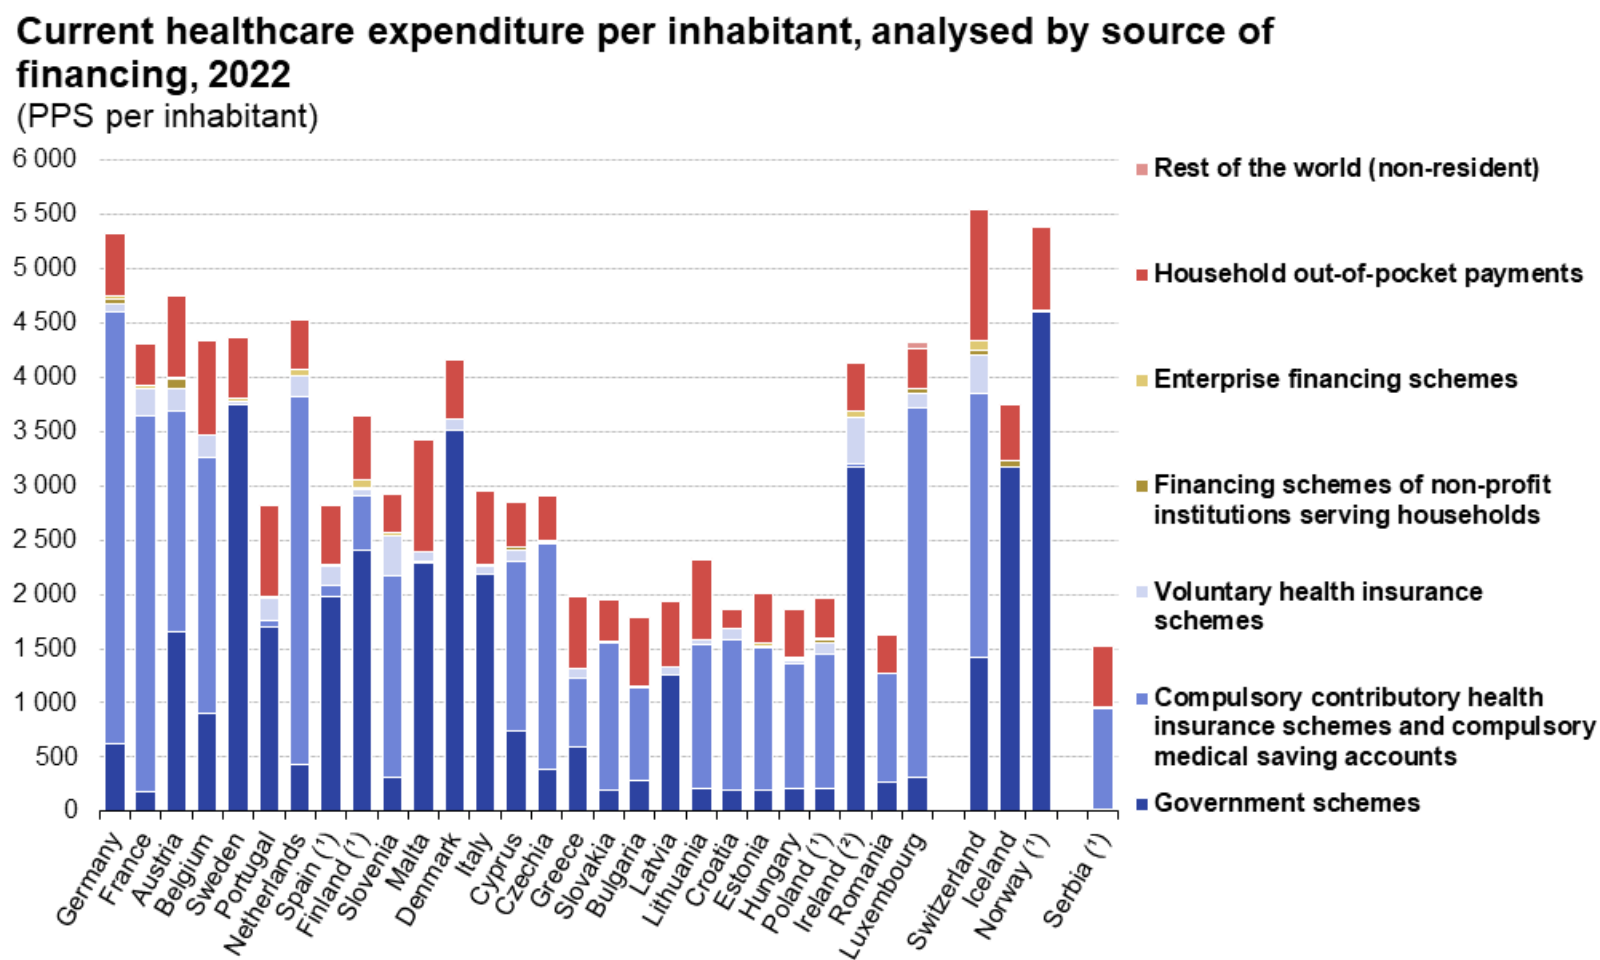 Current healthcare expenditure per inhabitant, analysed by source of
financing, 2022
(PPS per inhabitant)
6 000
5 500
5 000
4 500
4 000
3 500
3 000
2 500
2 000
1 500
1 000
500
0
Germany
France
Austria
Belgium
Sweden
Portugal
Netherlands
Spain (¹)
Finland (¹)
Slovenia
Malta
Denmark
Italy
Cyprus
Czechia
Greece
Slovakia
Bulgaria
Latvia
Lithuania
Croatia
Estonia
Hungary
Poland (¹)
Ireland (²)
Romania
Luxembourg
Switzerland
Iceland
Norway (¹)
Serbia (¹)
Rest of the world (non-resident)
Household out-of-pocket payments
Enterprise financing schemes
Financing schemes of non-profit
institutions serving households
Voluntary health insurance
schemes
Compulsory contributory health
insurance schemes and compulsory
medical saving accounts
Government schemes